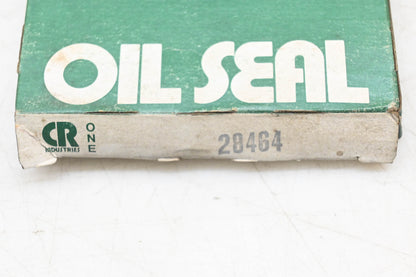 OIL SEAL
CR ONE 28464
INDUSTRIES